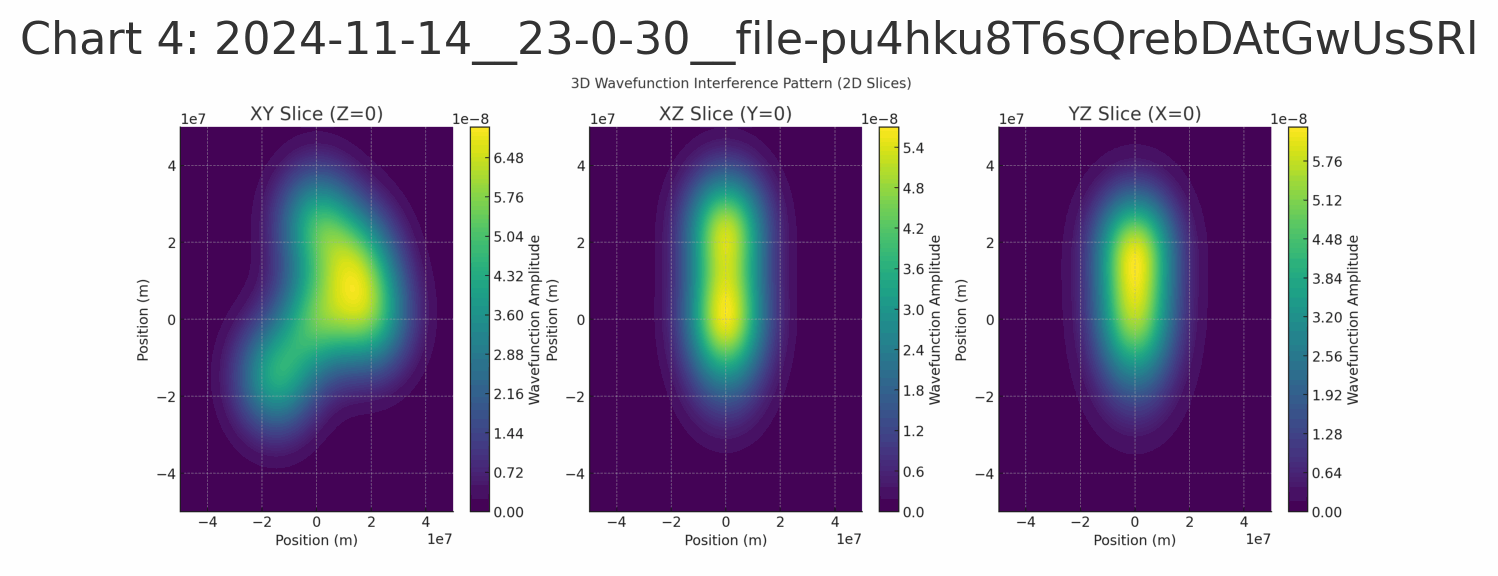 Chart 4: 2024-11-14__23-0-30__file-pu4hku8T6sQrebDAtGwUsSRl
3D Wavefunction Interference Pattern (2D Slices)
XY Slice (Z=0)
1e7
1e−8
4
2
0
−2
−4
Position (m)
−4 −2 0 2 4
Position (m)
1e7
6.48
5.76
5.04
4.32
3.60
2.88
2.16
1.44
0.72
0.00
Wavefunction Amplitude
XZ Slice (Y=0)
1e7
1e−8
4
2
0
−2
−4
Position (m)
−4 −2 0 2 4
Position (m)
1e7
5.4
4.8
4.2
3.6
3.0
2.4
1.8
1.2
0.6
0.0
Wavefunction Amplitude
YZ Slice (X=0)
1e7
1e−8
4
2
0
−2
−4
Position (m)
−4 −2 0 2 4
Position (m)
1e7
5.76
5.12
4.48
3.84
3.20
2.56
1.92
1.28
0.64
0.00
Wavefunction Amplitude